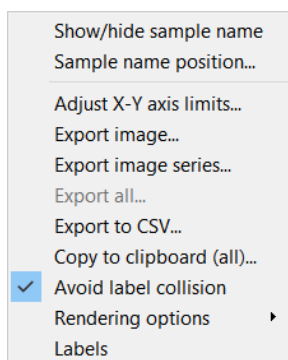 Show/hide sample name
Sample name position...
Adjust X-Y axis limits...
Export image...
Export image series...
Export all...
Export to CSV...
Copy to clipboard (all)...
Avoid label collision
Rendering options
Labels